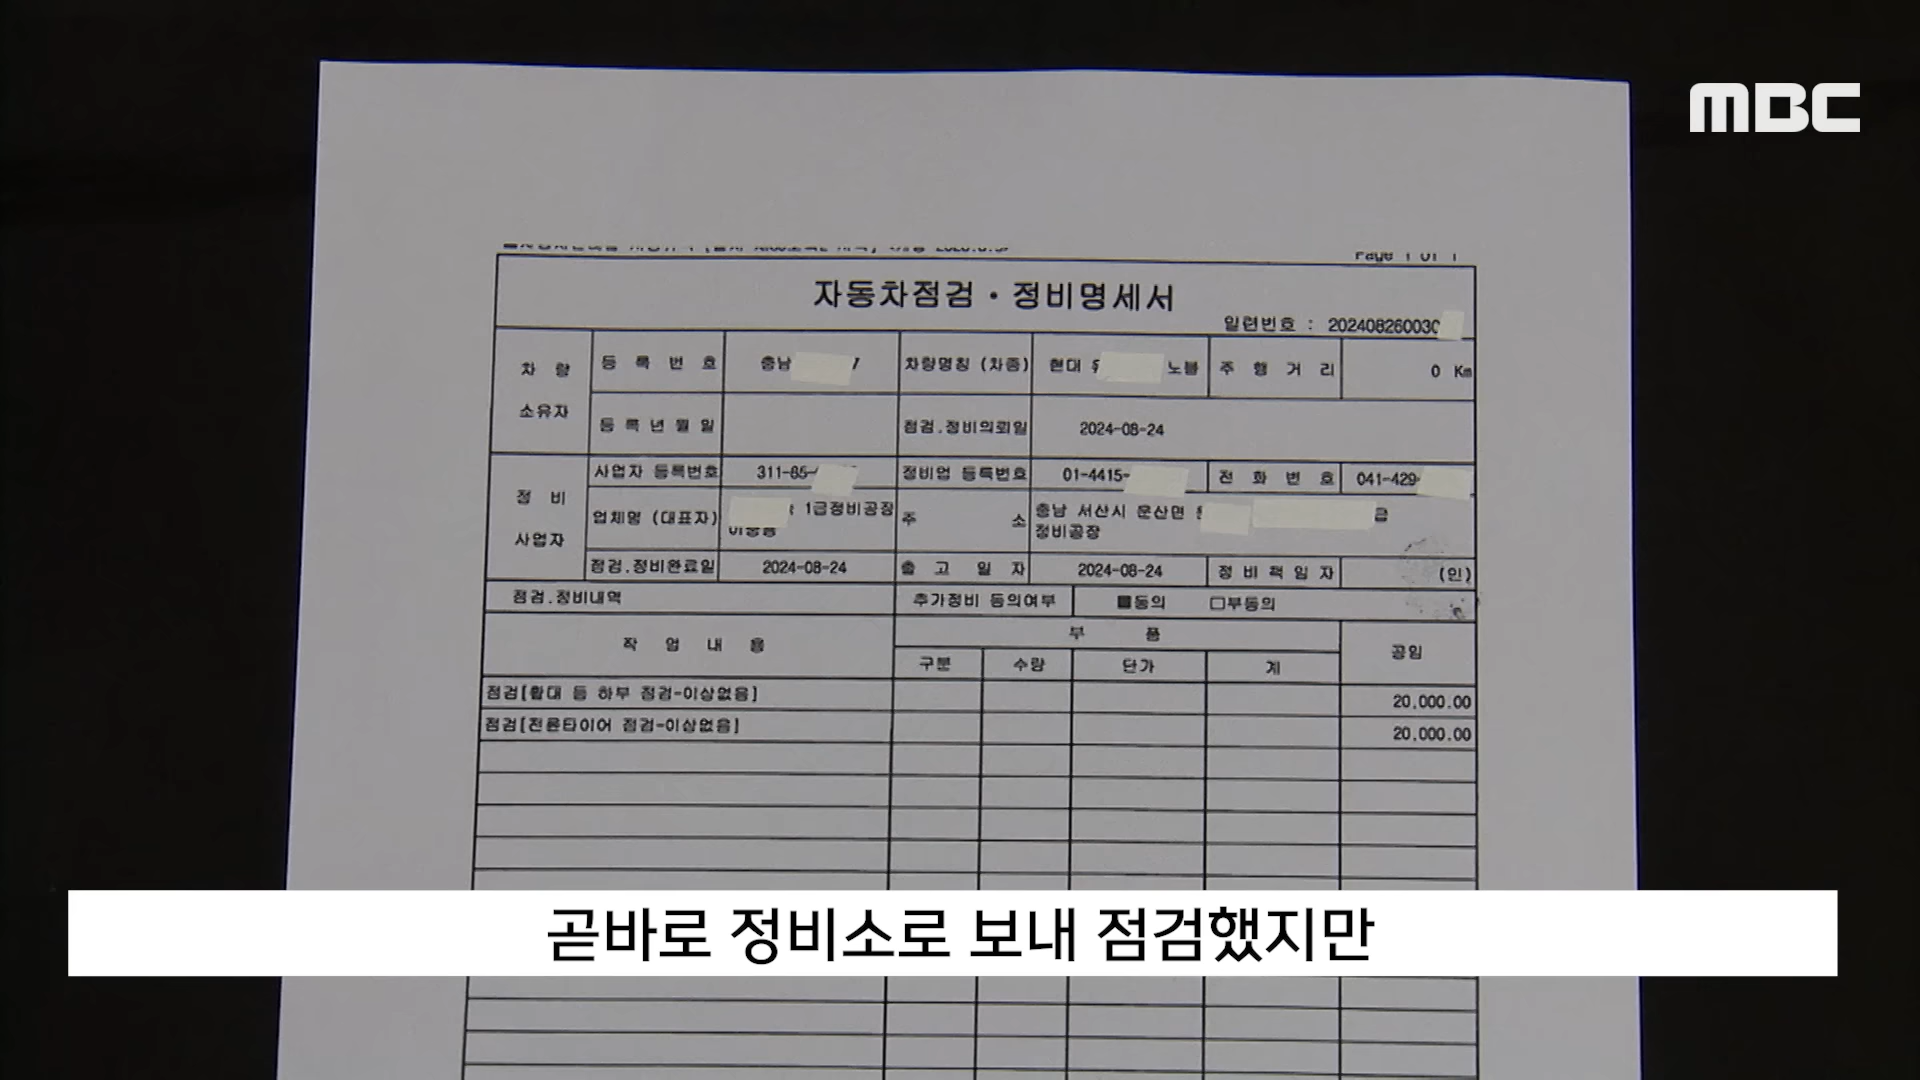 MBC
자동차점검 · 정비명세서
일련번호 : 202408260030
차량 소유자
등록번호 충남
차량명칭 (차종) 현대 노블
주행거리 0 Km
등록년월일
점검.정비의뢰일 2024-08-24
정비 사업자
사업자 등록번호 311-85-
정비업 등록번호 01-4415-
전화번호 041-429-
업체명 (대표자) 1급정비공장
주소 충남 서산시 운산면
급
정비공장
점검.정비완료일 2024-08-24
출고일자 2024-08-24
정비책임자 (인)
점검.정비내역
추가정비 동의여부 ■동의 □부동의
작업내용
부품
공임
구분 수량 단가 계
점검[활대 등 하부 점검-이상없음] 20,000.00
점검[전륜타이어 점검-이상없음] 20,000.00
곧바로 정비소로 보내 점검했지만